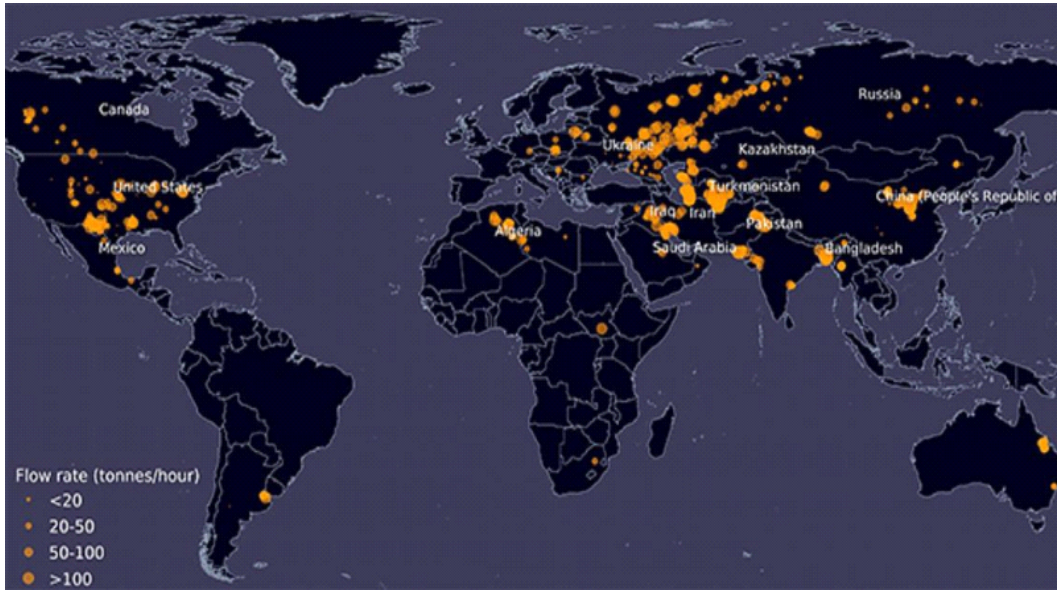 Canada
Russia
Ukraine
Kazakhstan
United States
Turkmonistan
China (People's Republic of
Iraq
Iran
Algeria
Pakistan
Mexico
Saudi Arabia
Bangladesh
Flow rate (tonnes/hour)
<20
20-50
50-100
>100